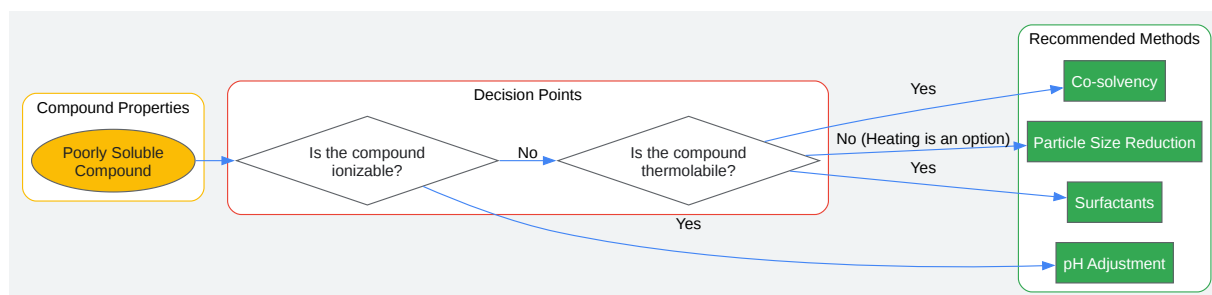 Compound Properties
Poorly Soluble
Compound
Decision Points
Is the compound
ionizable?
No
Is the compound
thermolabile?
Yes
No (Heating is an option)
Yes
Yes
Recommended Methods
Co-solvency
Particle Size Reduction
Surfactants
pH Adjustment